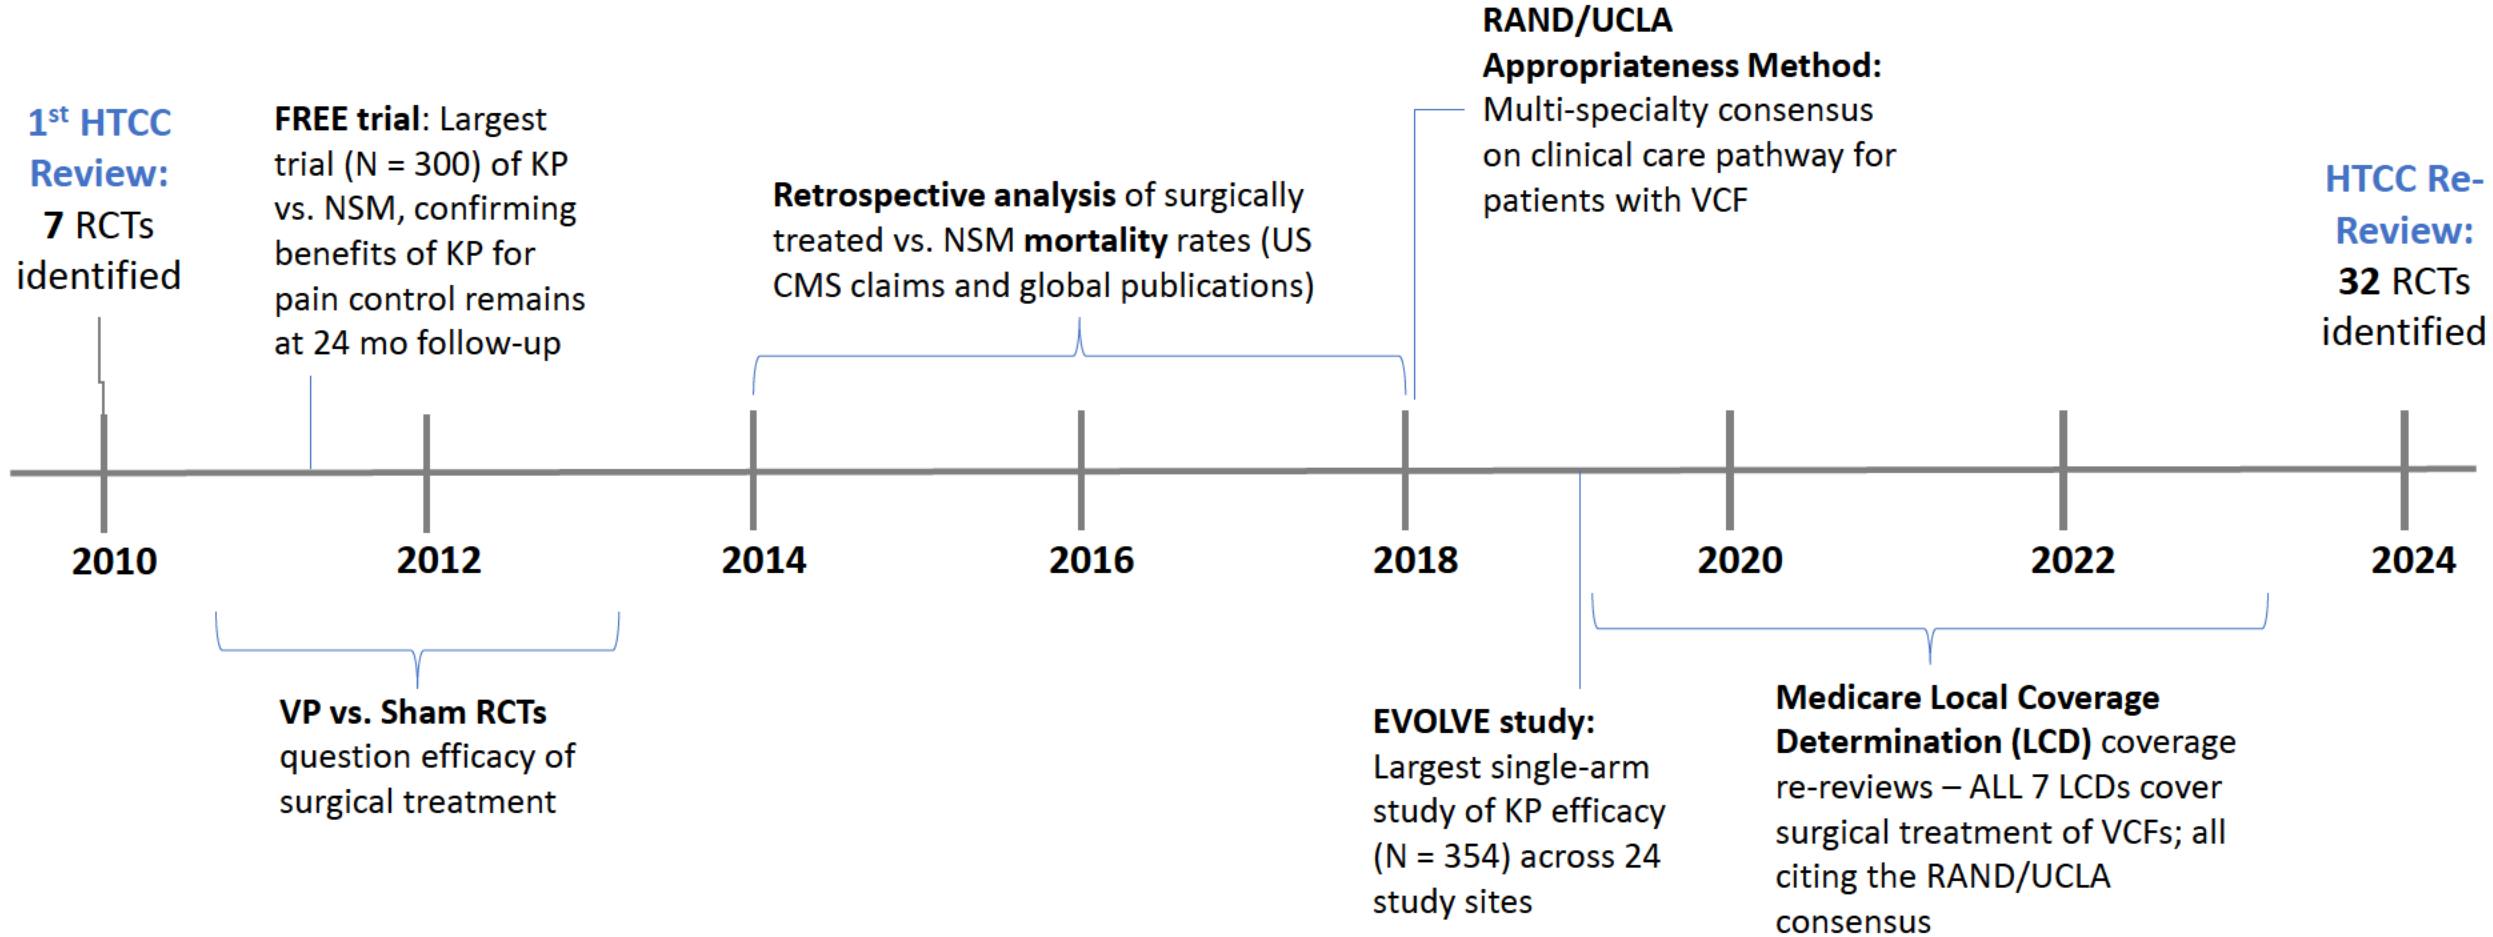 1st HTCC
Review:
7 RCTs
identified
FREE trial: Largest
trial (N = 300) of KP
vs. NSM, confirming
benefits of KP for
pain control remains
at 24 mo follow-up
Retrospective analysis of surgically
treated vs. NSM mortality rates (US
CMS claims and global publications)
RAND/UCLA
Appropriateness Method:
Multi-specialty consensus
on clinical care pathway for
patients with VCF
HTCC Re-
Review:
32 RCTs
identified
2010
2012
2014
2016
2018
2020
2022
2024
VP vs. Sham RCTs
question efficacy of
surgical treatment
EVOLVE study:
Largest single-arm
study of KP efficacy
(N = 354) across 24
study sites
Medicare Local Coverage
Determination (LCD) coverage
re-reviews – ALL 7 LCDs cover
surgical treatment of VCFs; all
citing the RAND/UCLA
consensus